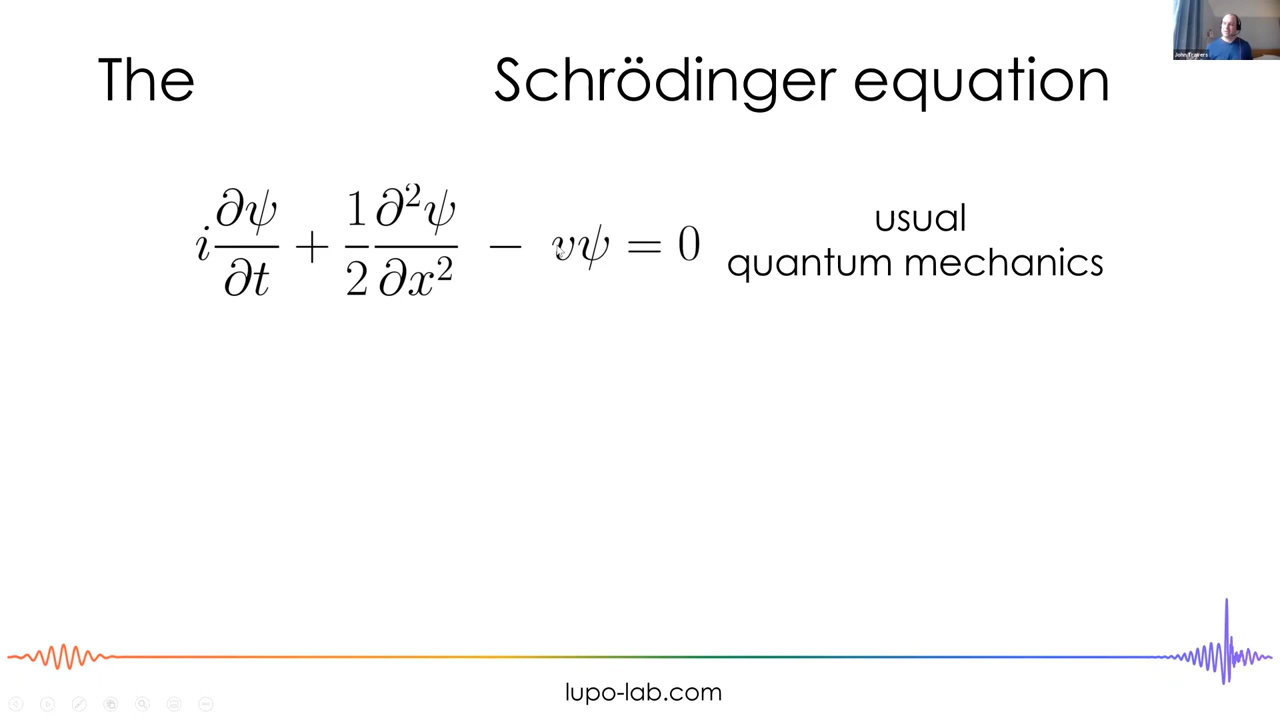 The Schrödinger equation
i ∂ψ/∂t + 1/2 ∂²ψ/∂x² − vψ = 0
usual
quantum mechanics
lupo-lab.com